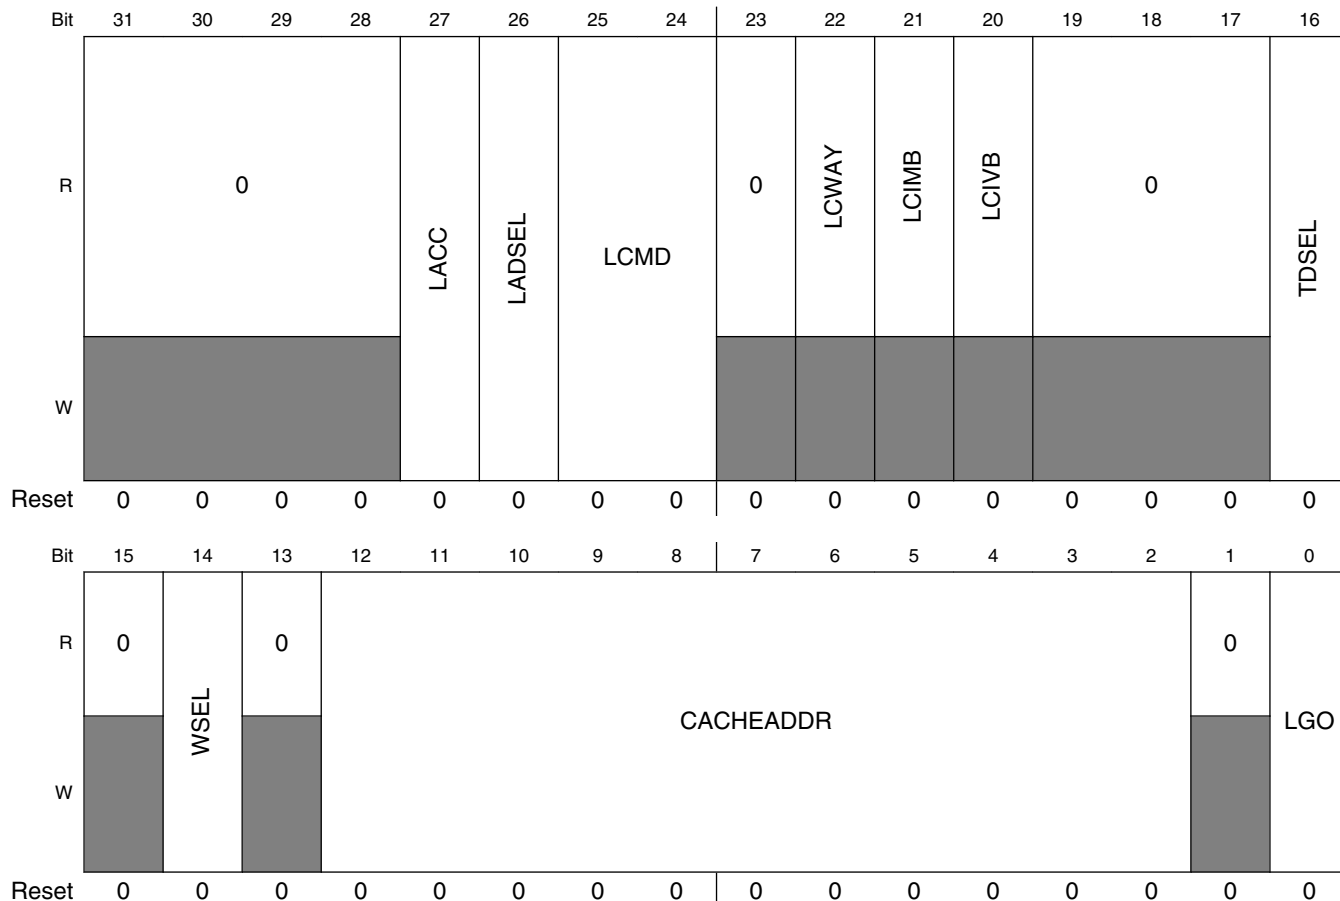 Bit 31 30 29 28 27 26 25 24 23 22 21 20 19 18 17 16
R 0 LACC LADSEL LCMD 0 LCWAY LCIMB LCIVB 0 TDSEL
W
Reset 0 0 0 0 0 0 0 0 0 0 0 0 0 0 0 0
Bit 15 14 13 12 11 10 9 8 7 6 5 4 3 2 1 0
R 0 WSEL 0 CACHEADDR 0 LGO
W
Reset 0 0 0 0 0 0 0 0 0 0 0 0 0 0 0 0